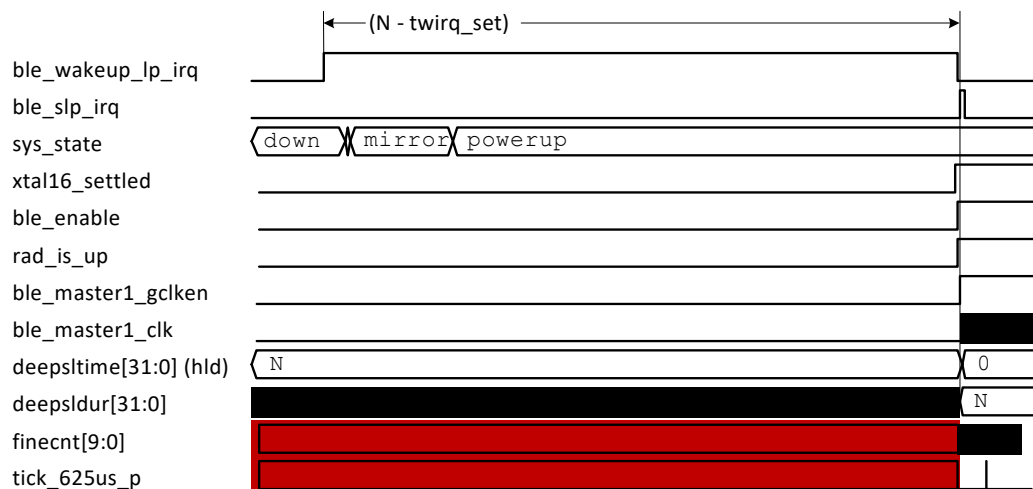 (N - twirq_set)
ble_wakeup_lp_irq
ble_slp_irq
sys_state down mirror powerup
xtal16_settled
ble_enable
rad_is_up
ble_master1_gclken
ble_master1_clk
deepsltime[31:0] (hld) N 0
deepsldur[31:0] N
finecnt[9:0]
tick_625us_p